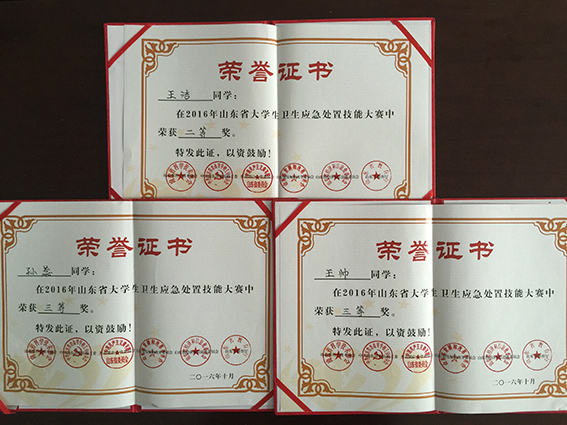 荣誉证书
王洁 同学：
在2016年山东省大学生卫生应急处置技能大赛中
荣获 二等 奖。
特发此证，以资鼓励！
荣誉证书
孙蕊 同学：
在2016年山东省大学生卫生应急处置技能大赛中
荣获 三等 奖。
特发此证，以资鼓励！
二〇一六年十月
荣誉证书
王帅 同学：
在2016年山东省大学生卫生应急处置技能大赛中
荣获 三等 奖。
特发此证，以资鼓励！
二〇一六年十月